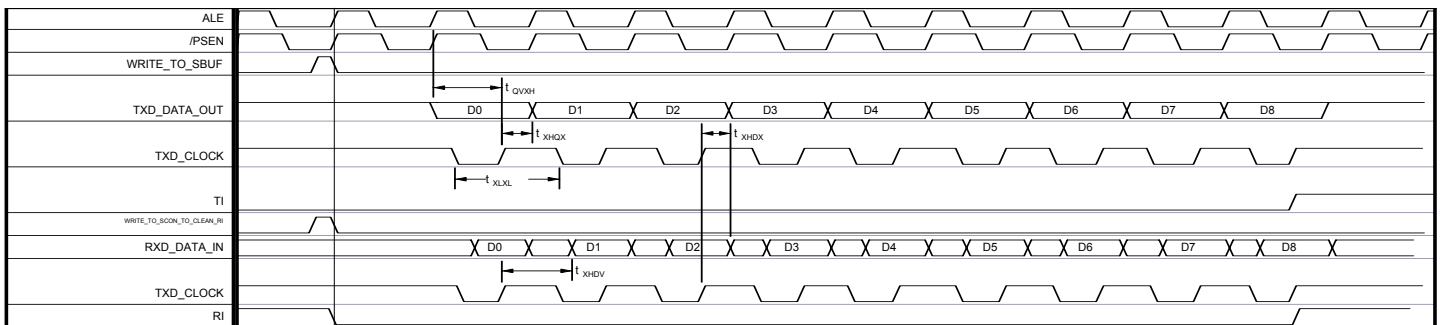 ALE
/PSEN
WRITE_TO_SBUF
t QVXH
TXD_DATA_OUT D0 D1 D2 D3 D4 D5 D6 D7 D8
t XHQX t XHDX
TXD_CLOCK
t XLXL
TI
WRITE_TO_SCON_TO_CLEAN_RI
RXD_DATA_IN D0 D1 D2 D3 D4 D5 D6 D7 D8
t XHDV
TXD_CLOCK
RI